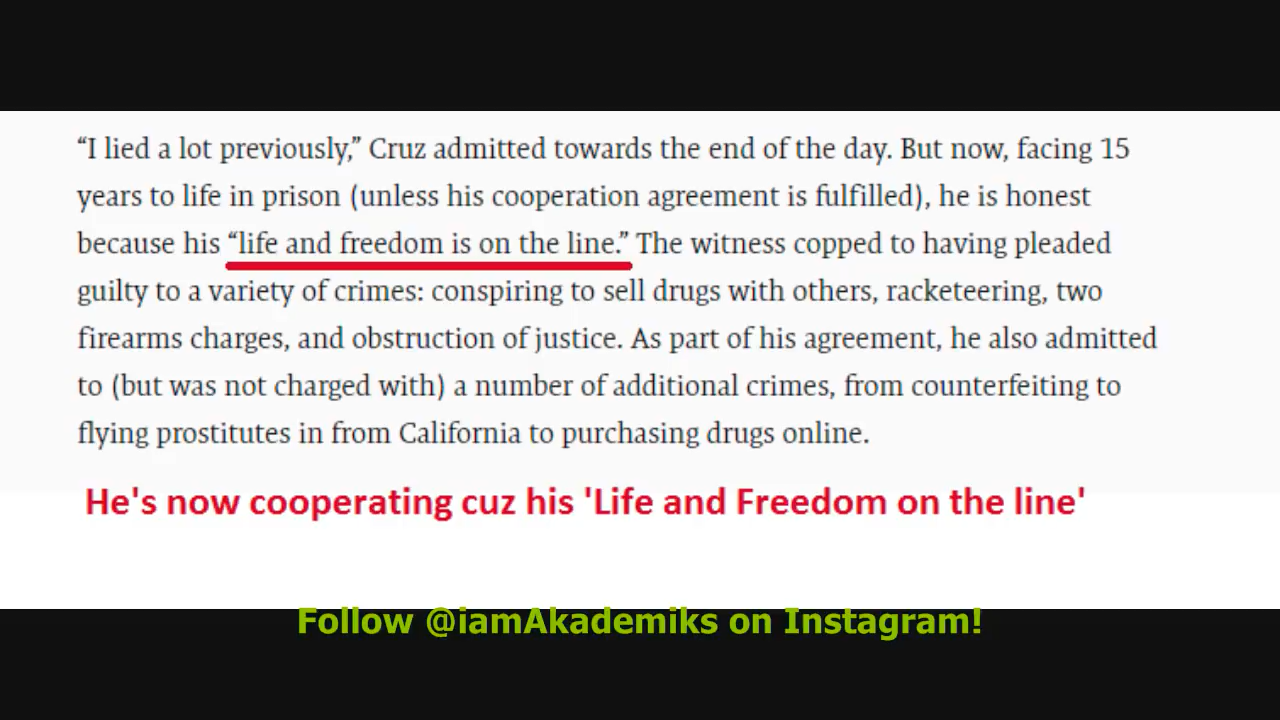 “I lied a lot previously,” Cruz admitted towards the end of the day. But now, facing 15
years to life in prison (unless his cooperation agreement is fulfilled), he is honest
because his “life and freedom is on the line.” The witness copped to having pleaded
guilty to a variety of crimes: conspiring to sell drugs with others, racketeering, two
firearms charges, and obstruction of justice. As part of his agreement, he also admitted
to (but was not charged with) a number of additional crimes, from counterfeiting to
flying prostitutes in from California to purchasing drugs online.
He's now cooperating cuz his 'Life and Freedom on the line'
Follow @iamAkademiks on Instagram!